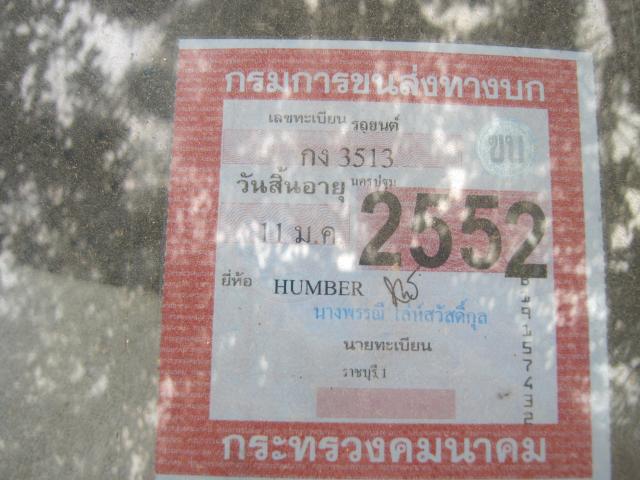 กรมการขนส่งทางบก
เลขทะเบียน รถยนต์
ขบ
กง 3513
วันสิ้นอายุ นครปฐม
11 ม.ค 2552
ยี่ห้อ HUMBER
นางพรรณี โล่ห์สวัสดิ์กุล
นายทะเบียน
ราชบุรี 1
กระทรวงคมนาคม